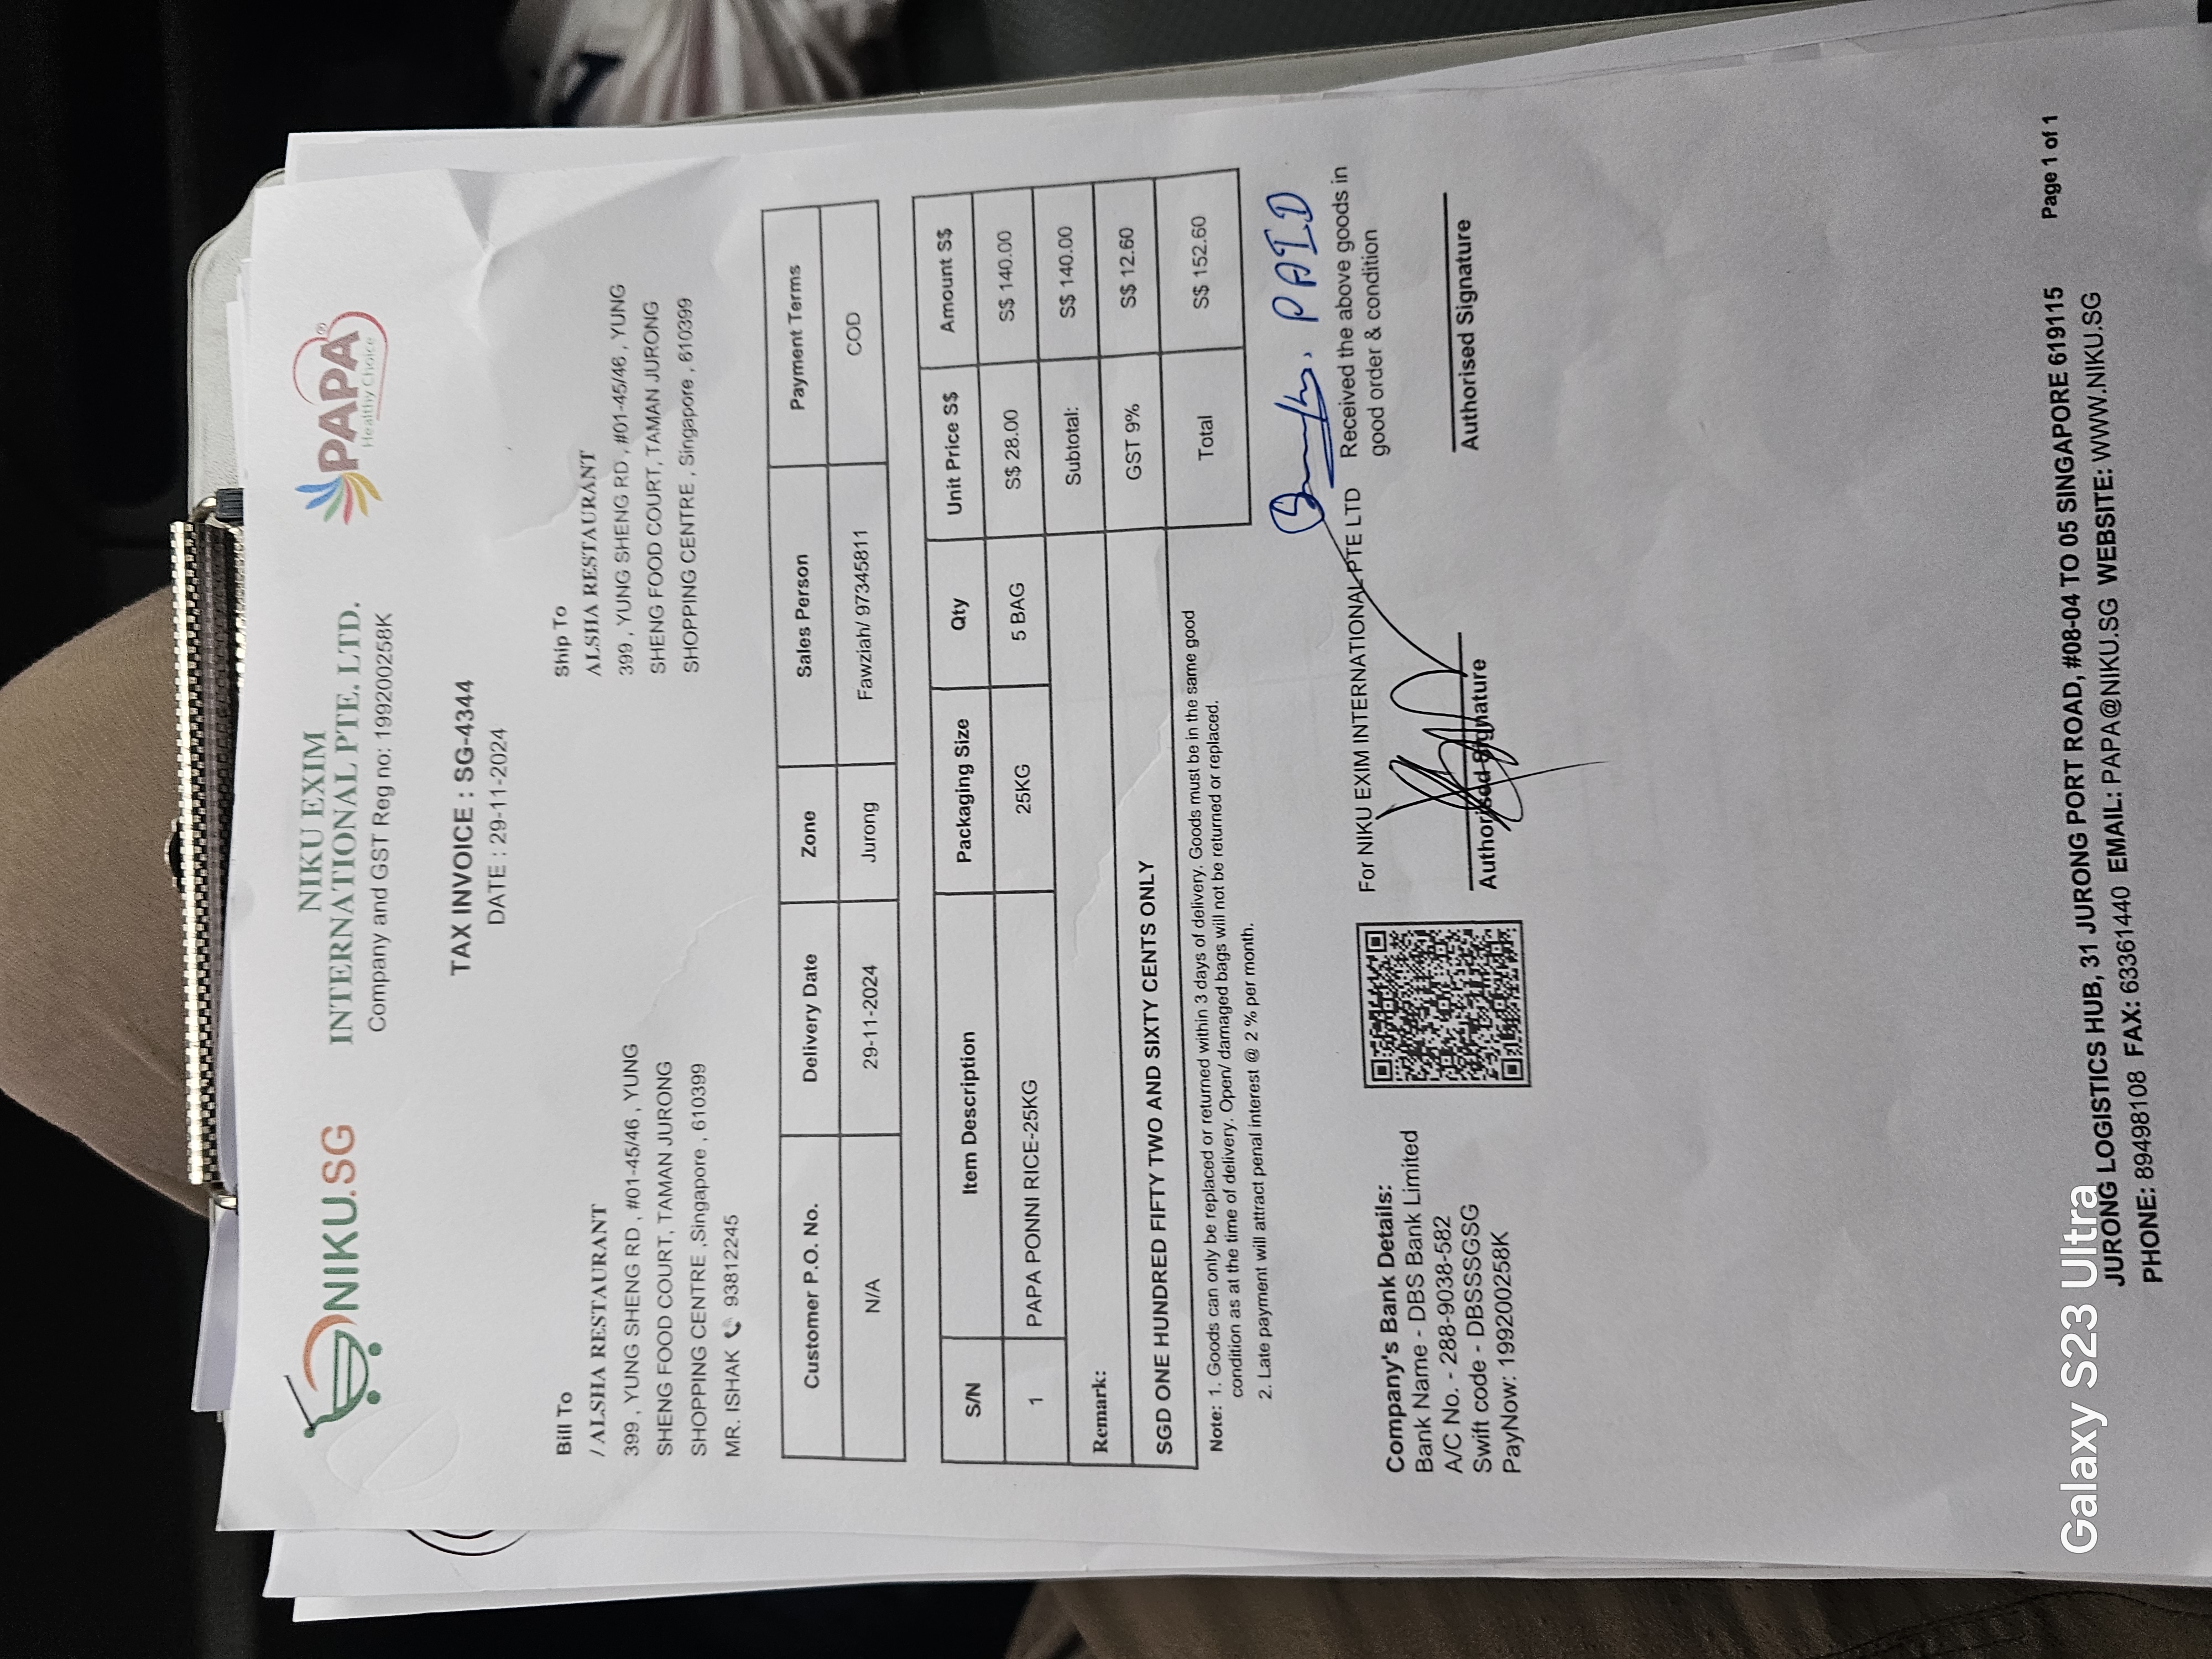 NIKU.SG
NIKU EXIM
INTERNATIONAL PTE. LTD.
Company and GST Reg no: 199200258K
PAPA®
Healthy Choice
TAX INVOICE : SG-4344
DATE : 29-11-2024
Bill To
/ ALSHA RESTAURANT
399 , YUNG SHENG RD , #01-45/46 , YUNG
SHENG FOOD COURT, TAMAN JURONG
SHOPPING CENTRE ,Singapore , 610399
MR. ISHAK 93812245
Ship To
ALSHA RESTAURANT
399 , YUNG SHENG RD , #01-45/46 , YUNG
SHENG FOOD COURT, TAMAN JURONG
SHOPPING CENTRE , Singapore , 610399
Customer P.O. No. Delivery Date Zone Sales Person Payment Terms
N/A 29-11-2024 Jurong Fawziah/ 97345811 COD
S/N Item Description Packaging Size Qty Unit Price S$ Amount S$
1 PAPA PONNI RICE-25KG 25KG 5 BAG S$ 28.00 S$ 140.00
Remark: Subtotal: S$ 140.00
GST 9% S$ 12.60
SGD ONE HUNDRED FIFTY TWO AND SIXTY CENTS ONLY Total S$ 152.60
Note: 1. Goods can only be replaced or returned within 3 days of delivery. Goods must be in the same good
condition as at the time of delivery. Open/ damaged bags will not be returned or replaced.
2. Late payment will attract penal interest @ 2 % per month.
PAID
Company's Bank Details:
Bank Name - DBS Bank Limited
A/C No. - 288-9038-582
Swift code - DBSSSGSG
PayNow: 199200258K
For NIKU EXIM INTERNATIONAL PTE LTD
Authorised Signature
Received the above goods in
good order & condition
Authorised Signature
JURONG LOGISTICS HUB, 31 JURONG PORT ROAD, #08-04 TO 05 SINGAPORE 619115 Page 1 of 1
PHONE: 89498108 FAX: 63361440 EMAIL: PAPA@NIKU.SG WEBSITE: WWW.NIKU.SG
Galaxy S23 Ultra